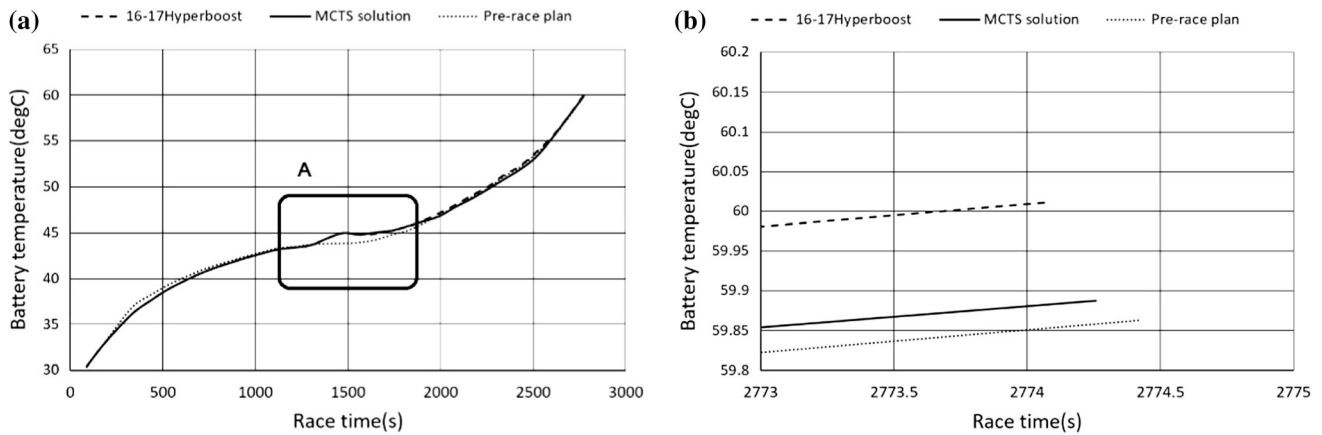 (a)
16-17Hyperboost MCTS solution Pre-race plan
Battery temperature(degC)
65
60
55
50
45
40
35
30
A
0 500 1000 1500 2000 2500 3000
Race time(s)
(b)
16-17Hyperboost MCTS solution Pre-race plan
Battery temperature(degC)
60.2
60.15
60.1
60.05
60
59.95
59.9
59.85
59.8
2773 2773.5 2774 2774.5 2775
Race time(s)